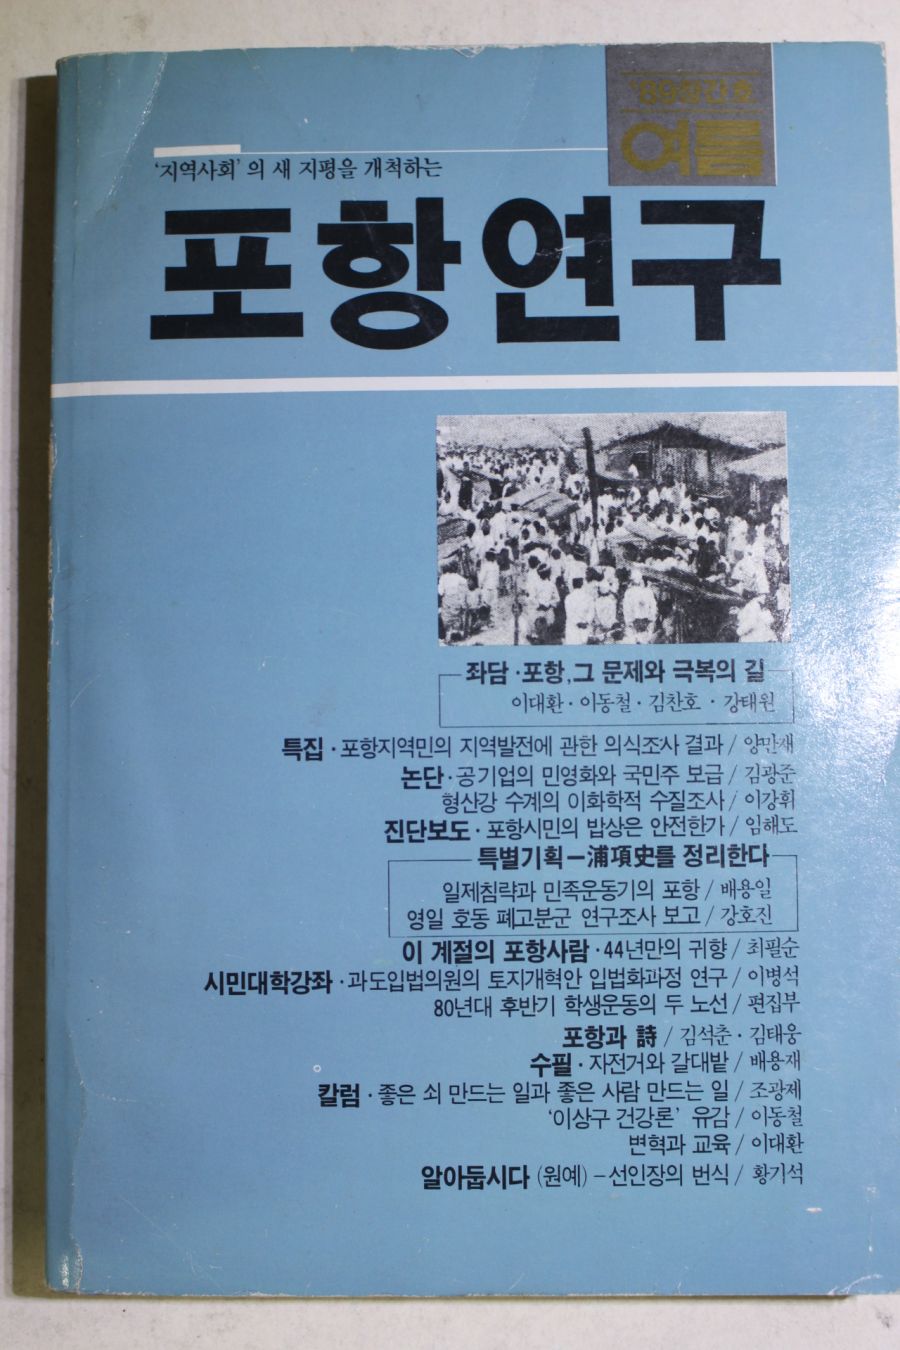 '89창간호
여름
‘지역사회’의 새 지평을 개척하는
포항연구
좌담·포항, 그 문제와 극복의 길
이대환·이동철·김찬호·강태원
특집·포항지역민의 지역발전에 관한 의식조사 결과 / 양만재
논단·공기업의 민영화와 국민주 보급 / 김광준
형산강 수계의 이화학적 수질조사 / 이강휘
진단보도·포항시민의 밥상은 안전한가 / 임해도
특별기획－浦項史를 정리한다
일제침략과 민족운동기의 포항 / 배용일
영일 호동 폐고분군 연구조사 보고 / 강호진
이 계절의 포항사람·44년만의 귀향 / 최필순
시민대학강좌·과도입법의원의 토지개혁안 입법화과정 연구 / 이병석
80년대 후반기 학생운동의 두 노선 / 편집부
포항과 詩 / 김석춘·김태웅
수필·자전거와 갈대밭 / 배용재
칼럼·좋은 쇠 만드는 일과 좋은 사람 만드는 일 / 조광제
‘이상구 건강론’ 유감 / 이동철
변혁과 교육 / 이대환
알아둡시다 (원예)－선인장의 번식 / 황기석